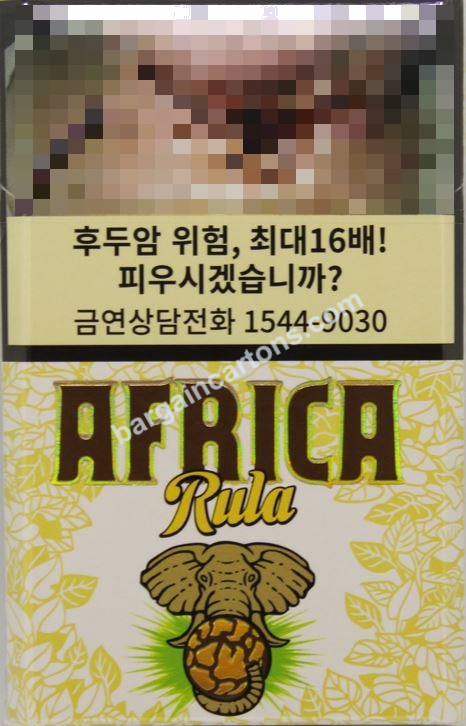 후두암 위험, 최대16배!
피우시겠습니까?
금연상담전화 1544-9030
bargaincartons.com
AFRICA
Rula